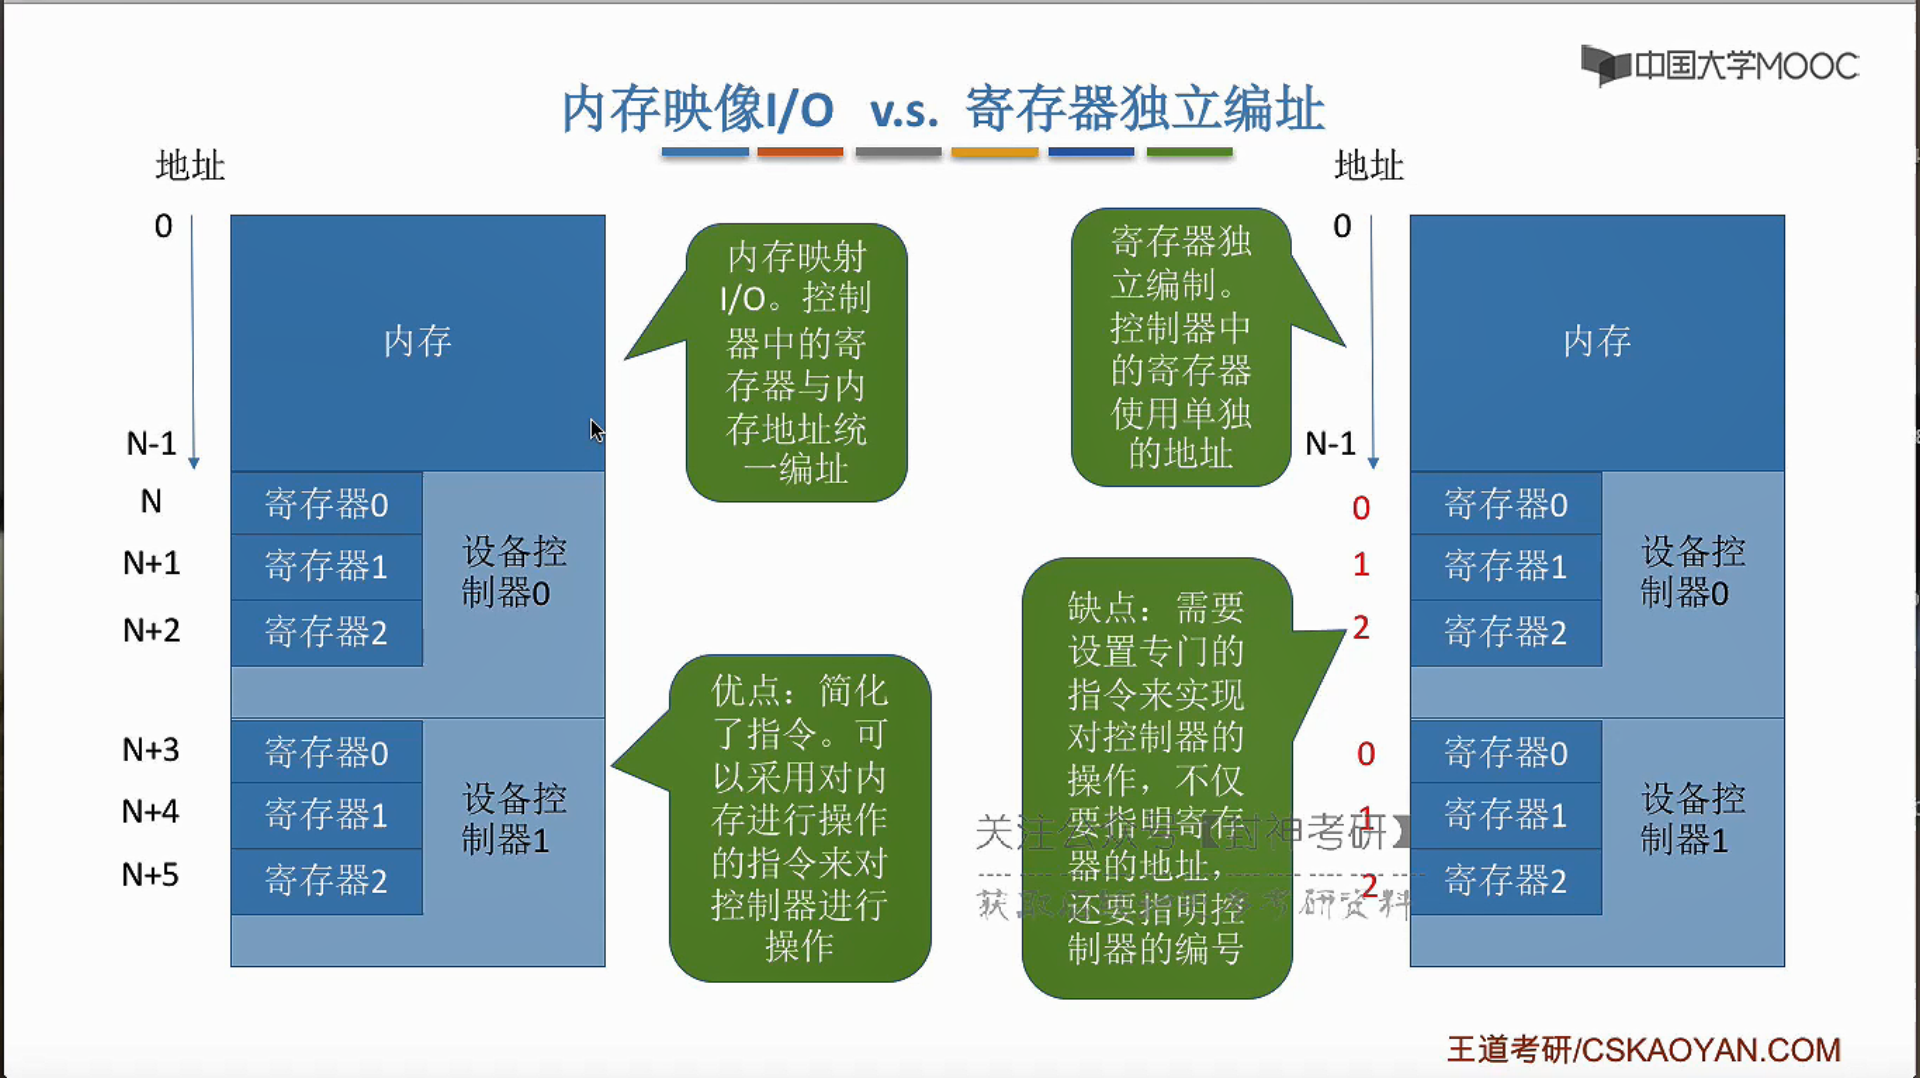 中国大学MOOC
内存映像I/O v.s. 寄存器独立编址
地址
0
N-1
N
N+1
N+2
N+3
N+4
N+5
内存
寄存器0
寄存器1
寄存器2
设备控
制器0
寄存器0
寄存器1
寄存器2
设备控
制器1
内存映射
I/O。控制
器中的寄
存器与内
存地址统
一编址
优点：简化
了指令。可
以采用对内
存进行操作
的指令来对
控制器进行
操作
寄存器独
立编制。
控制器中
的寄存器
使用单独
的地址
缺点：需要
设置专门的
指令来实现
对控制器的
操作，不仅
要指明寄存
器的地址，
还要指明控
制器的编号
地址
0
N-1
0
1
2
0
1
2
内存
寄存器0
寄存器1
寄存器2
设备控
制器0
寄存器0
寄存器1
寄存器2
设备控
制器1
关注公众号【封神考研】
王道考研/CSKAOYAN.COM